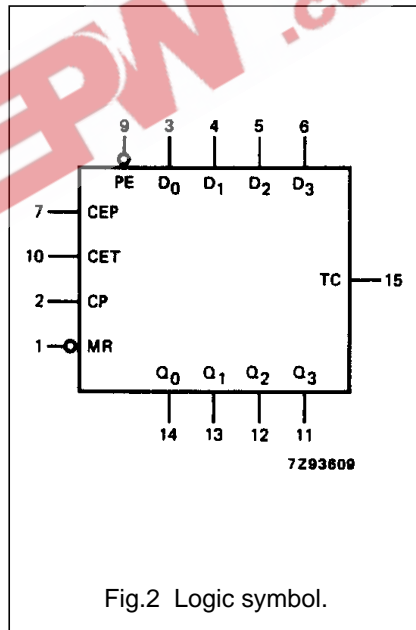 EPW .c
9 3 4 5 6
PE D0 D1 D2 D3
7 CEP
10 CET
TC 15
2 CP
1 MR
Q0 Q1 Q2 Q3
14 13 12 11
7Z93609
Fig.2 Logic symbol.